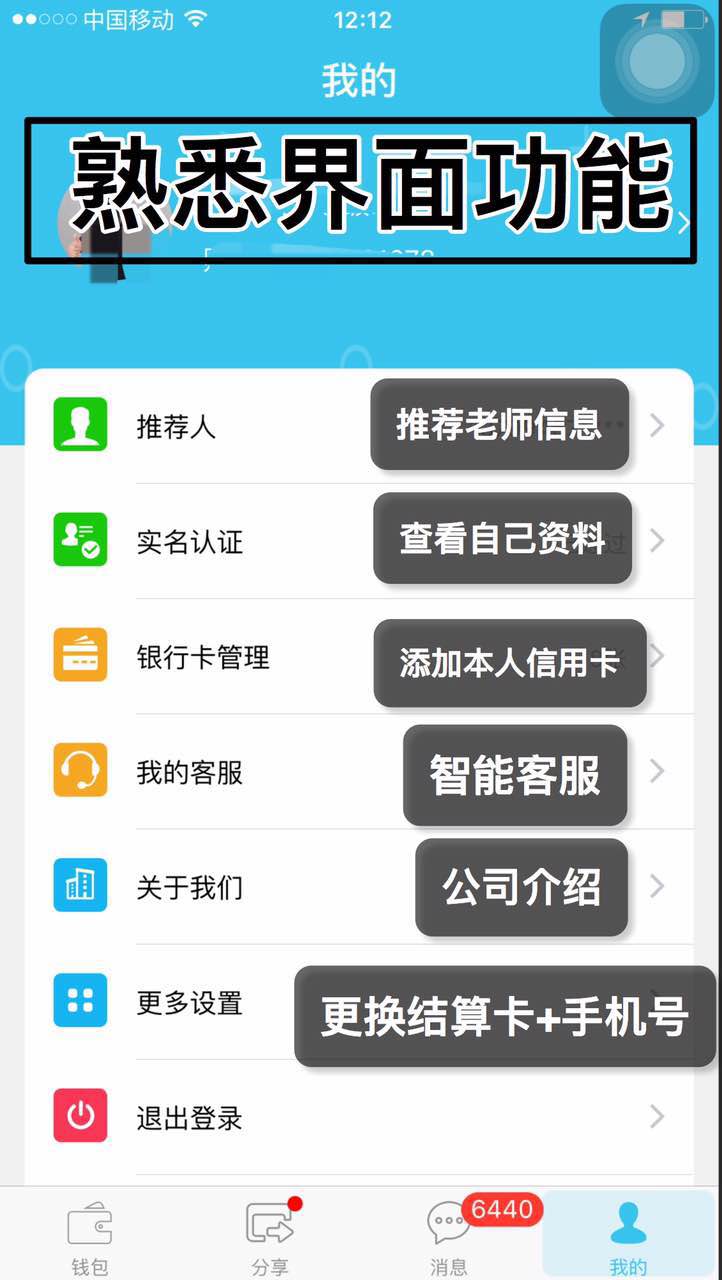 中国移动
12:12
我的
熟悉界面功能
推荐人
推荐老师信息
实名认证
查看自己资料
过
银行卡管理
添加本人信用卡
我的客服
智能客服
关于我们
公司介绍
更多设置
更换结算卡+手机号
退出登录
钱包
分享
消息
6440
我的